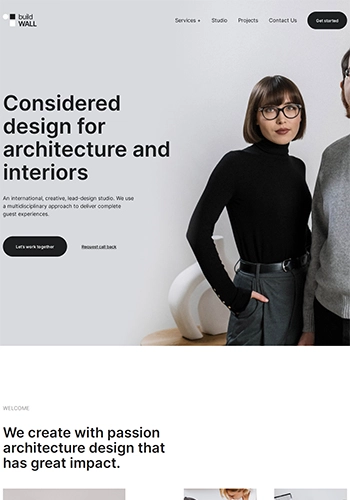 build
WALL
Services +
Studio
Projects
Contact Us
Get started
Considered
design for
architecture and
interiors
An international, creative, lead-design studio. We use
a multidisciplinary approach to deliver complete
guest experiences.
Let's work together
Request call back
WELCOME
We create with passion
architecture design that
has great impact.